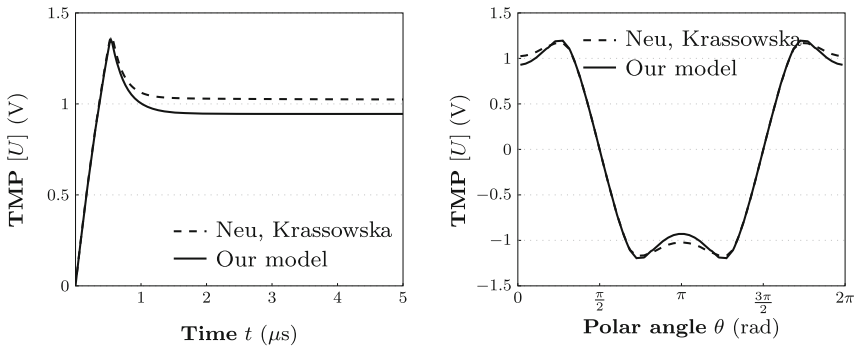 1.5
1
0.5
0
1
2
3
4
5
TMP [U] (V)
Time t (μs)
Neu, Krassowska
Our model
1.5
1
0.5
0
−0.5
−1
−1.5
0
π/2
π
3π/2
2π
TMP [U] (V)
Polar angle θ (rad)
Neu, Krassowska
Our model